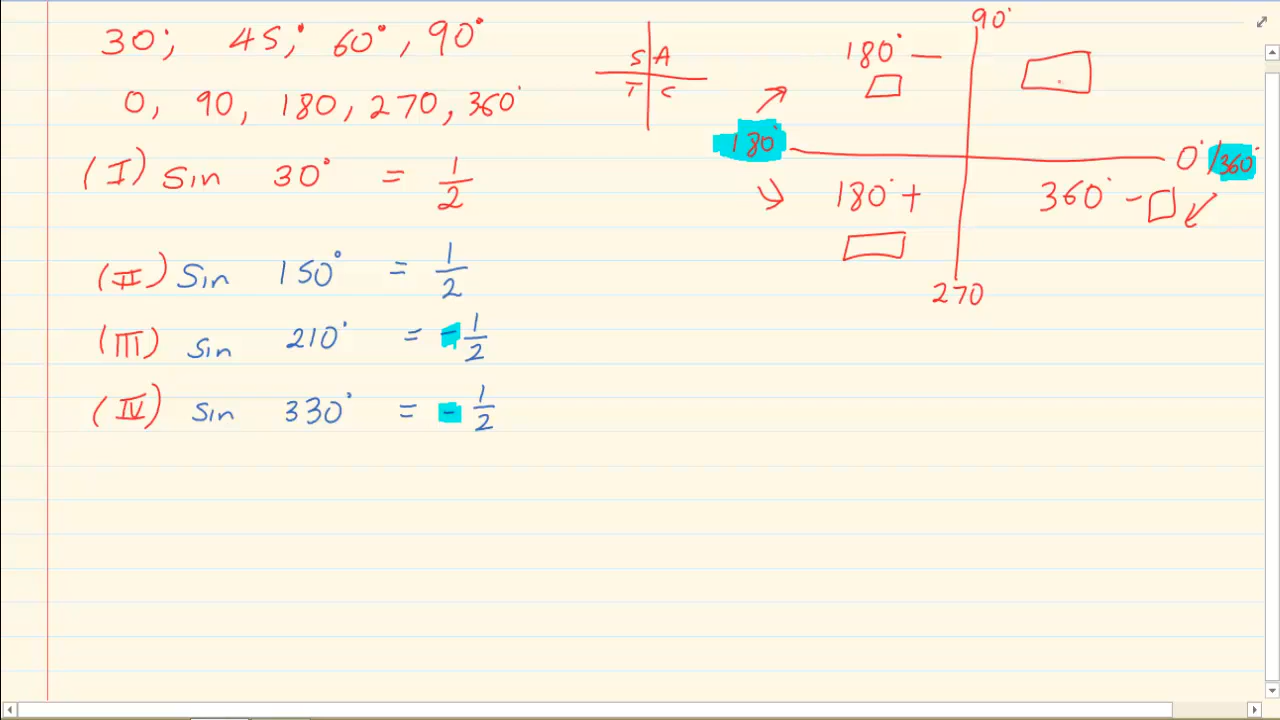 30°; 45°; 60°, 90°
0, 90, 180, 270, 360°
(I) Sin 30° = 1/2
(II) Sin 150° = 1/2
(III) sin 210° = - 1/2
(IV) sin 330° = - 1/2
S A
T C
90°
180° -
180°
0°/360°
180° +
360° -
270